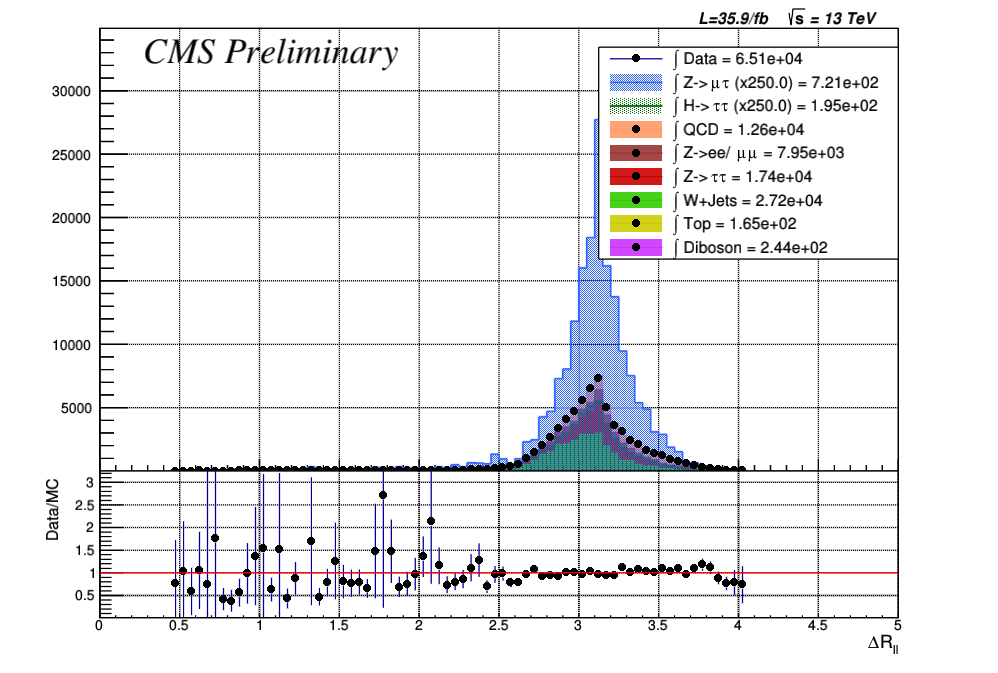 L=35.9/fb √s = 13 TeV
CMS Preliminary
∫ Data = 6.51e+04
∫ Z->μτ (x250.0) = 7.21e+02
∫ H->ττ (x250.0) = 1.95e+02
∫ QCD = 1.26e+04
∫ Z->ee/ μμ = 7.95e+03
∫ Z->ττ = 1.74e+04
∫ W+Jets = 2.72e+04
∫ Top = 1.65e+02
∫ Diboson = 2.44e+02
30000
25000
20000
15000
10000
5000
Data/MC
3
2.5
2
1.5
1
0.5
0 0.5 1 1.5 2 2.5 3 3.5 4 4.5 5
ΔR_ll